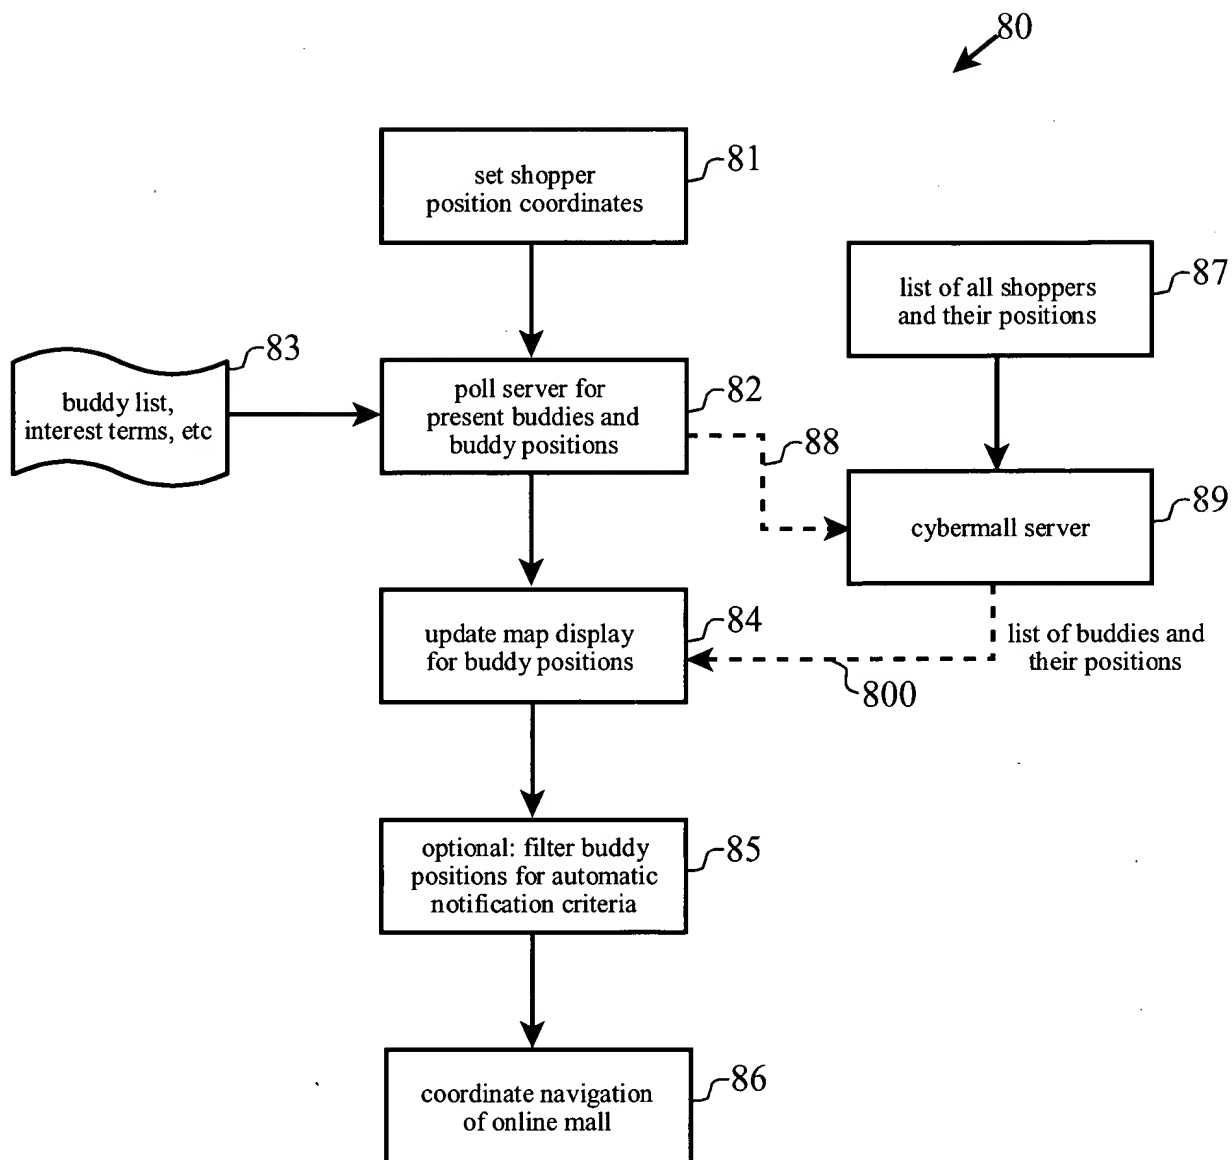 80
set shopper
position coordinates
81
list of all shoppers
and their positions
87
buddy list,
interest terms, etc
83
poll server for
present buddies and
buddy positions
82
88
cybermall server
89
update map display
for buddy positions
84
list of buddies and
their positions
800
optional: filter buddy
positions for automatic
notification criteria
85
coordinate navigation
of online mall
86